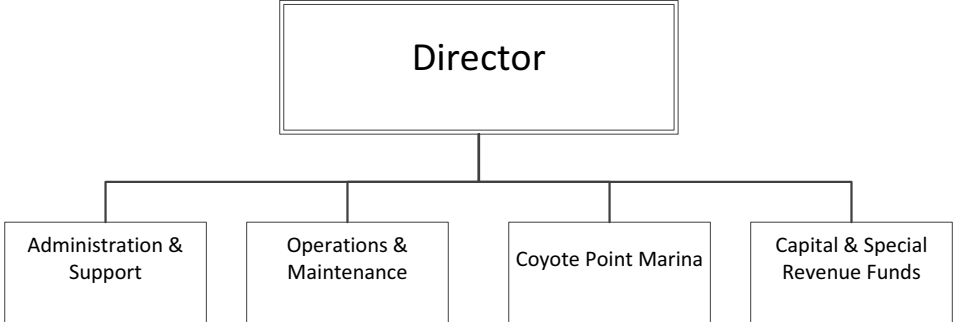 Director
Administration &
Support
Operations &
Maintenance
Coyote Point Marina
Capital & Special
Revenue Funds